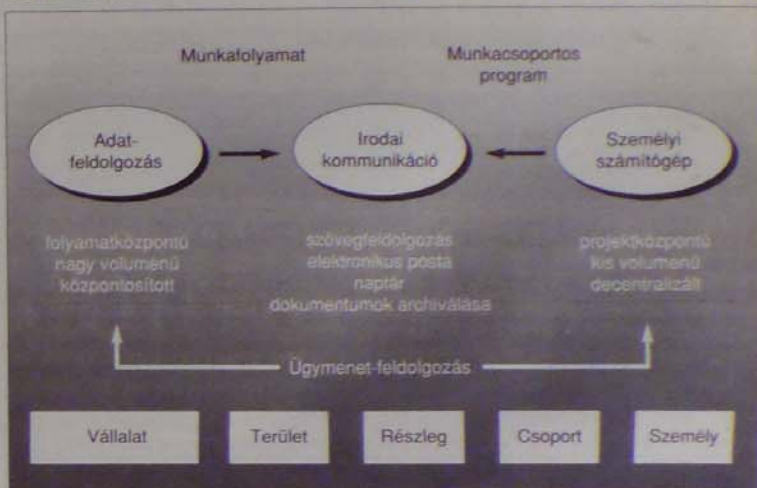 Munkafolyamat
Munkacsoportos
program
Adat-
feldolgozás
Irodai
kommunikáció
Személyi
számítógép
folyamatközpontú
nagy volumenű
központosított
szövegfeldolgozás
elektronikus posta
naptár
dokumentumok archiválása
projektközpontú
kis volumenű
decentralizált
Ügymenet-feldolgozás
Vállalat
Terület
Részleg
Csoport
Személy